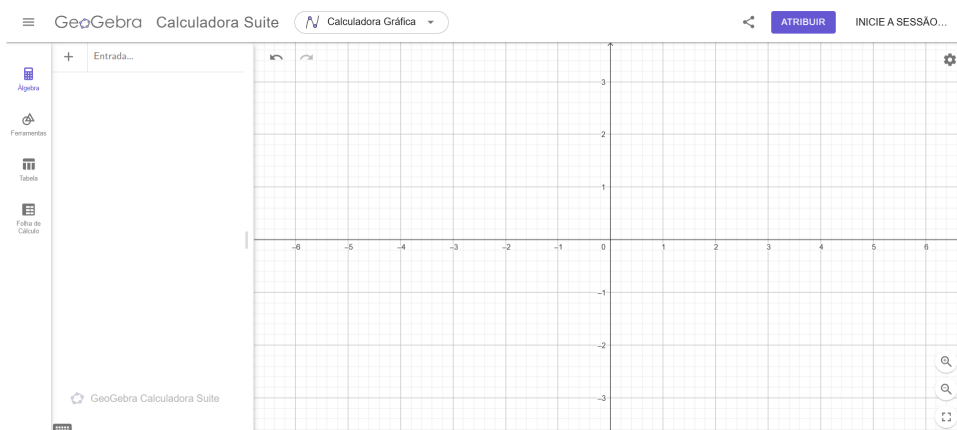 GeoGebra Calculadora Suite
Calculadora Gráfica
ATRIBUIR
INICIE A SESSÃO...
Entrada...
Álgebra
Ferramentas
Tabela
Folha de
Cálculo
3
2
1
–6 –5 –4 –3 –2 –1 0 1 2 3 4 5 6
–1
–2
–3
GeoGebra Calculadora Suite